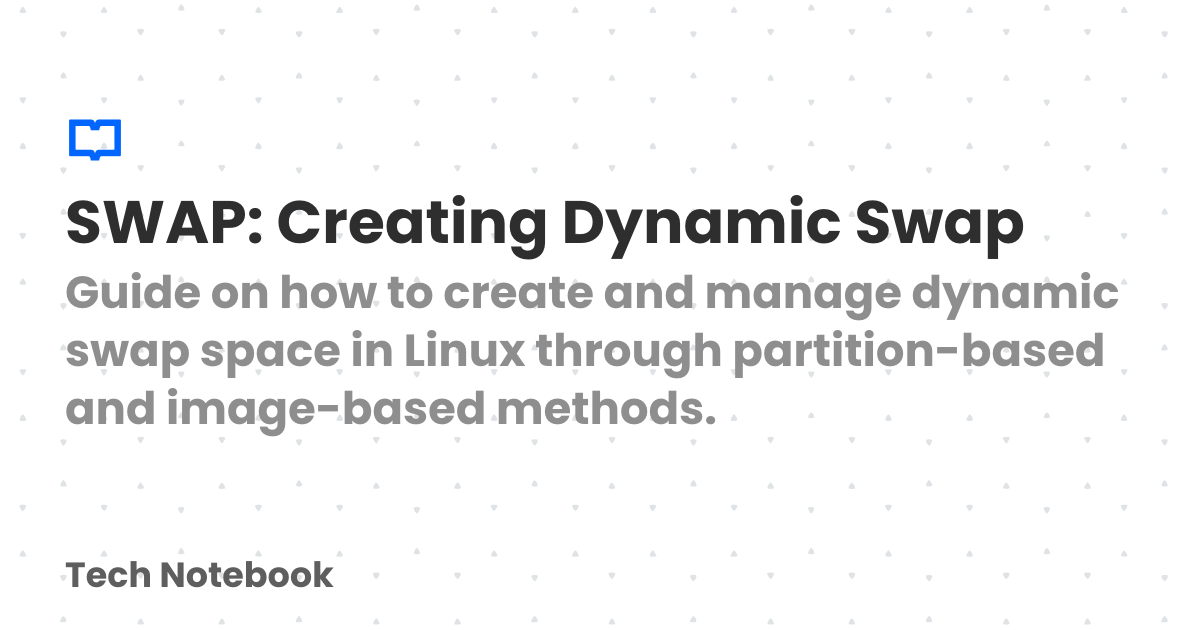 SWAP: Creating Dynamic Swap
Guide on how to create and manage dynamic
swap space in Linux through partition-based
and image-based methods.
Tech Notebook